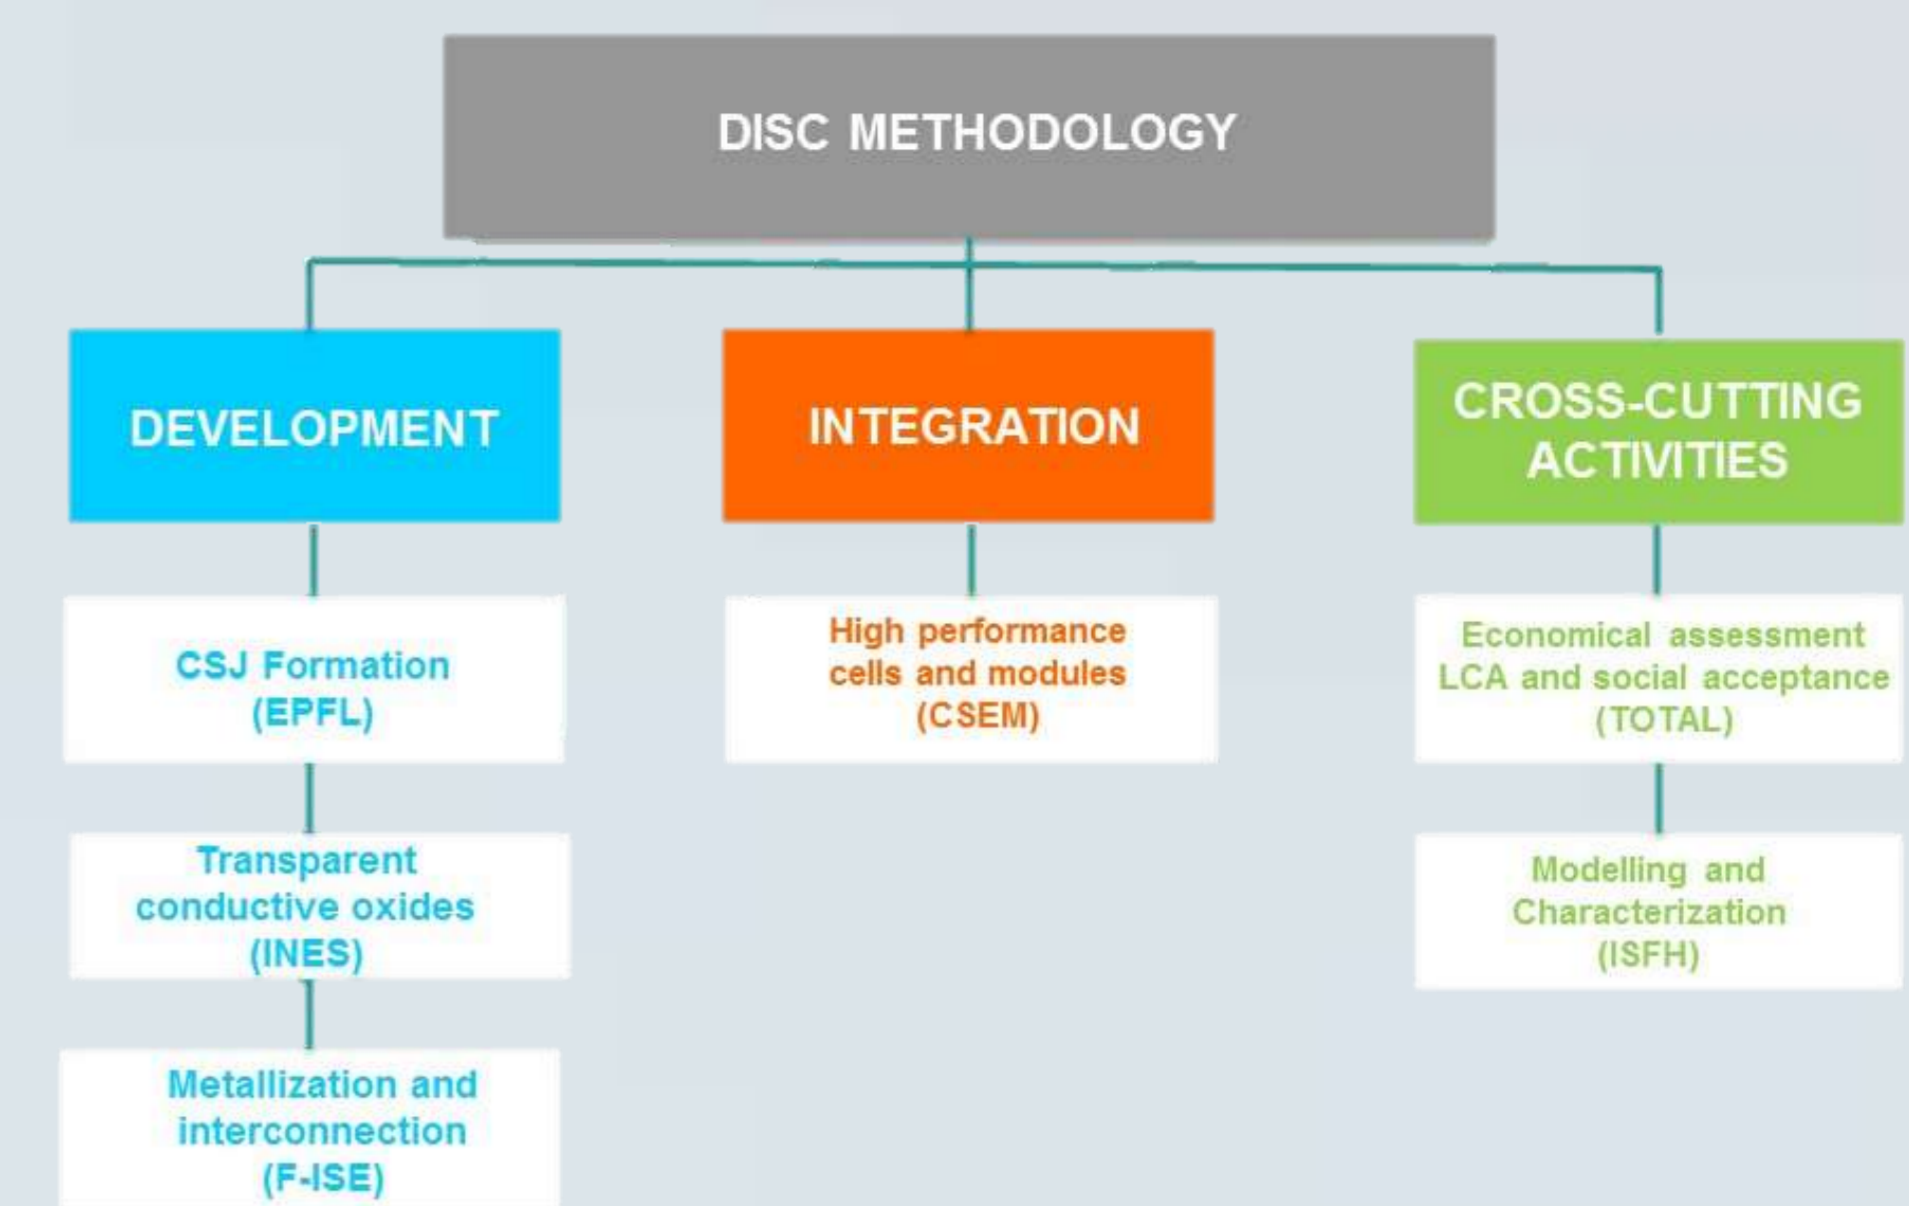 DISC METHODOLOGY
DEVELOPMENT
INTEGRATION
CROSS-CUTTING
ACTIVITIES
CSJ Formation
(EPFL)
High performance
cells and modules
(CSEM)
Economical assessment
LCA and social acceptance
(TOTAL)
Transparent
conductive oxides
(INES)
Modelling and
Characterization
(ISFH)
Metallization and
interconnection
(F-ISE)